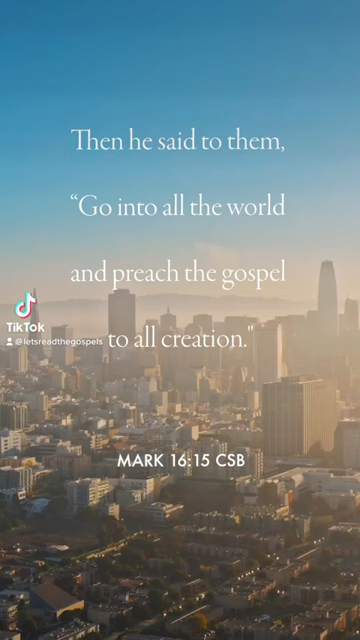 Then he said to them,
“Go into all the world
and preach the gospel
to all creation."
TikTok
@letsreadthegospels
MARK 16:15 CSB